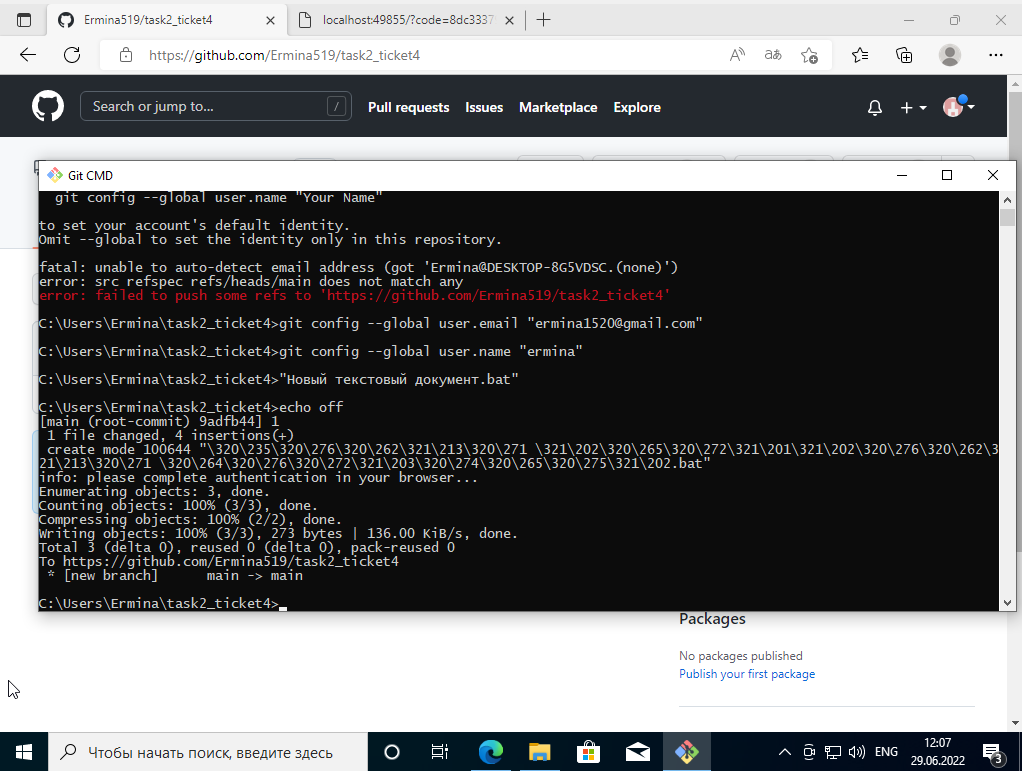 Ermina519/task2_ticket4
localhost:49855/?code=8dc3337
https://github.com/Ermina519/task2_ticket4
Search or jump to...
/
Pull requests
Issues
Marketplace
Explore
Git CMD
git config --global user.name "Your Name"
to set your account's default identity.
Omit --global to set the identity only in this repository.
fatal: unable to auto-detect email address (got 'Ermina@DESKTOP-8G5VDSC.(none)')
error: src refspec refs/heads/main does not match any
error: failed to push some refs to 'https://github.com/Ermina519/task2_ticket4'
C:\Users\Ermina\task2_ticket4>git config --global user.email "ermina1520@gmail.com"
C:\Users\Ermina\task2_ticket4>git config --global user.name "ermina"
C:\Users\Ermina\task2_ticket4>"Новый текстовый документ.bat"
C:\Users\Ermina\task2_ticket4>echo off
[main (root-commit) 9adfb44] 1
1 file changed, 4 insertions(+)
create mode 100644 "\320\235\320\276\320\262\321\213\320\271 \321\202\320\265\320\272\321\201\321\202\320\276\320\262\3
21\213\320\271 \320\264\320\276\320\272\321\203\320\274\320\265\320\275\321\202.bat"
info: please complete authentication in your browser...
Enumerating objects: 3, done.
Counting objects: 100% (3/3), done.
Compressing objects: 100% (2/2), done.
Writing objects: 100% (3/3), 273 bytes | 136.00 KiB/s, done.
Total 3 (delta 0), reused 0 (delta 0), pack-reused 0
To https://github.com/Ermina519/task2_ticket4
* [new branch]      main -> main
C:\Users\Ermina\task2_ticket4>
Packages
No packages published
Publish your first package
Чтобы начать поиск, введите здесь
ENG
12:07
29.06.2022
3